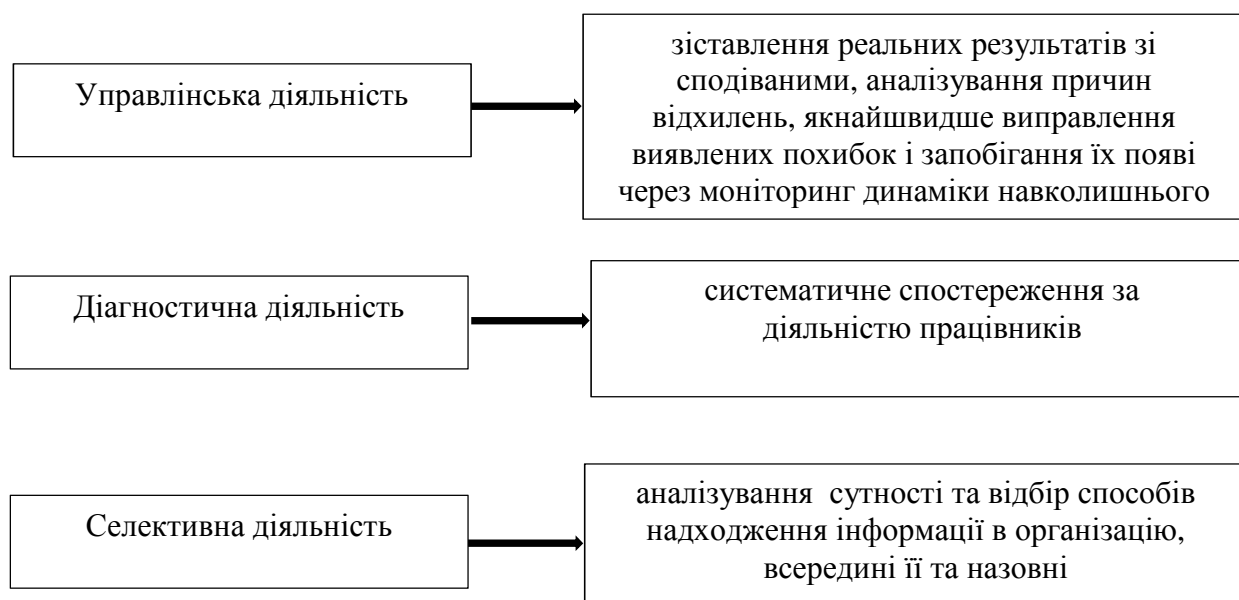 Управлінська діяльність
зіставлення реальних результатів зі
сподіваними, аналізування причин
відхилень, якнайшвидше виправлення
виявлених похибок і запобігання їх появі
через моніторинг динаміки навколишнього
Діагностична діяльність
систематичне спостереження за
діяльністю працівників
Селективна діяльність
аналізування сутності та відбір способів
надходження інформації в організацію,
всередині її та назовні